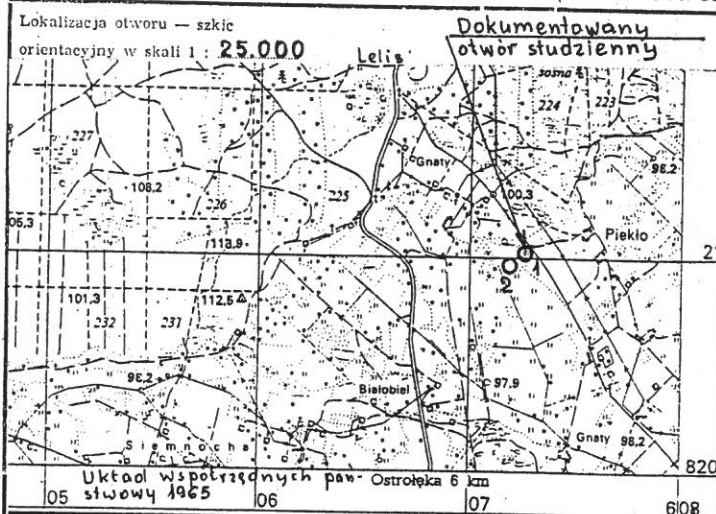 Lokalizacja otworu — szkic
orientacyjny w skali 1 : 25.000
Dokumentowany
otwór studzienny
Lelis
sosna
224
223
227
Gnaty
98,2
108,2
226
225
100,3
05,3
Piekło
118,9
2
1
2
101,3
112,5
232
231
98,2
Białobiel
97,9
Gnaty
98,2
Siemnocha
820
Układ współrzędnych pań-
stwowy 1965
Ostrołęka 6 km
05
06
07
608